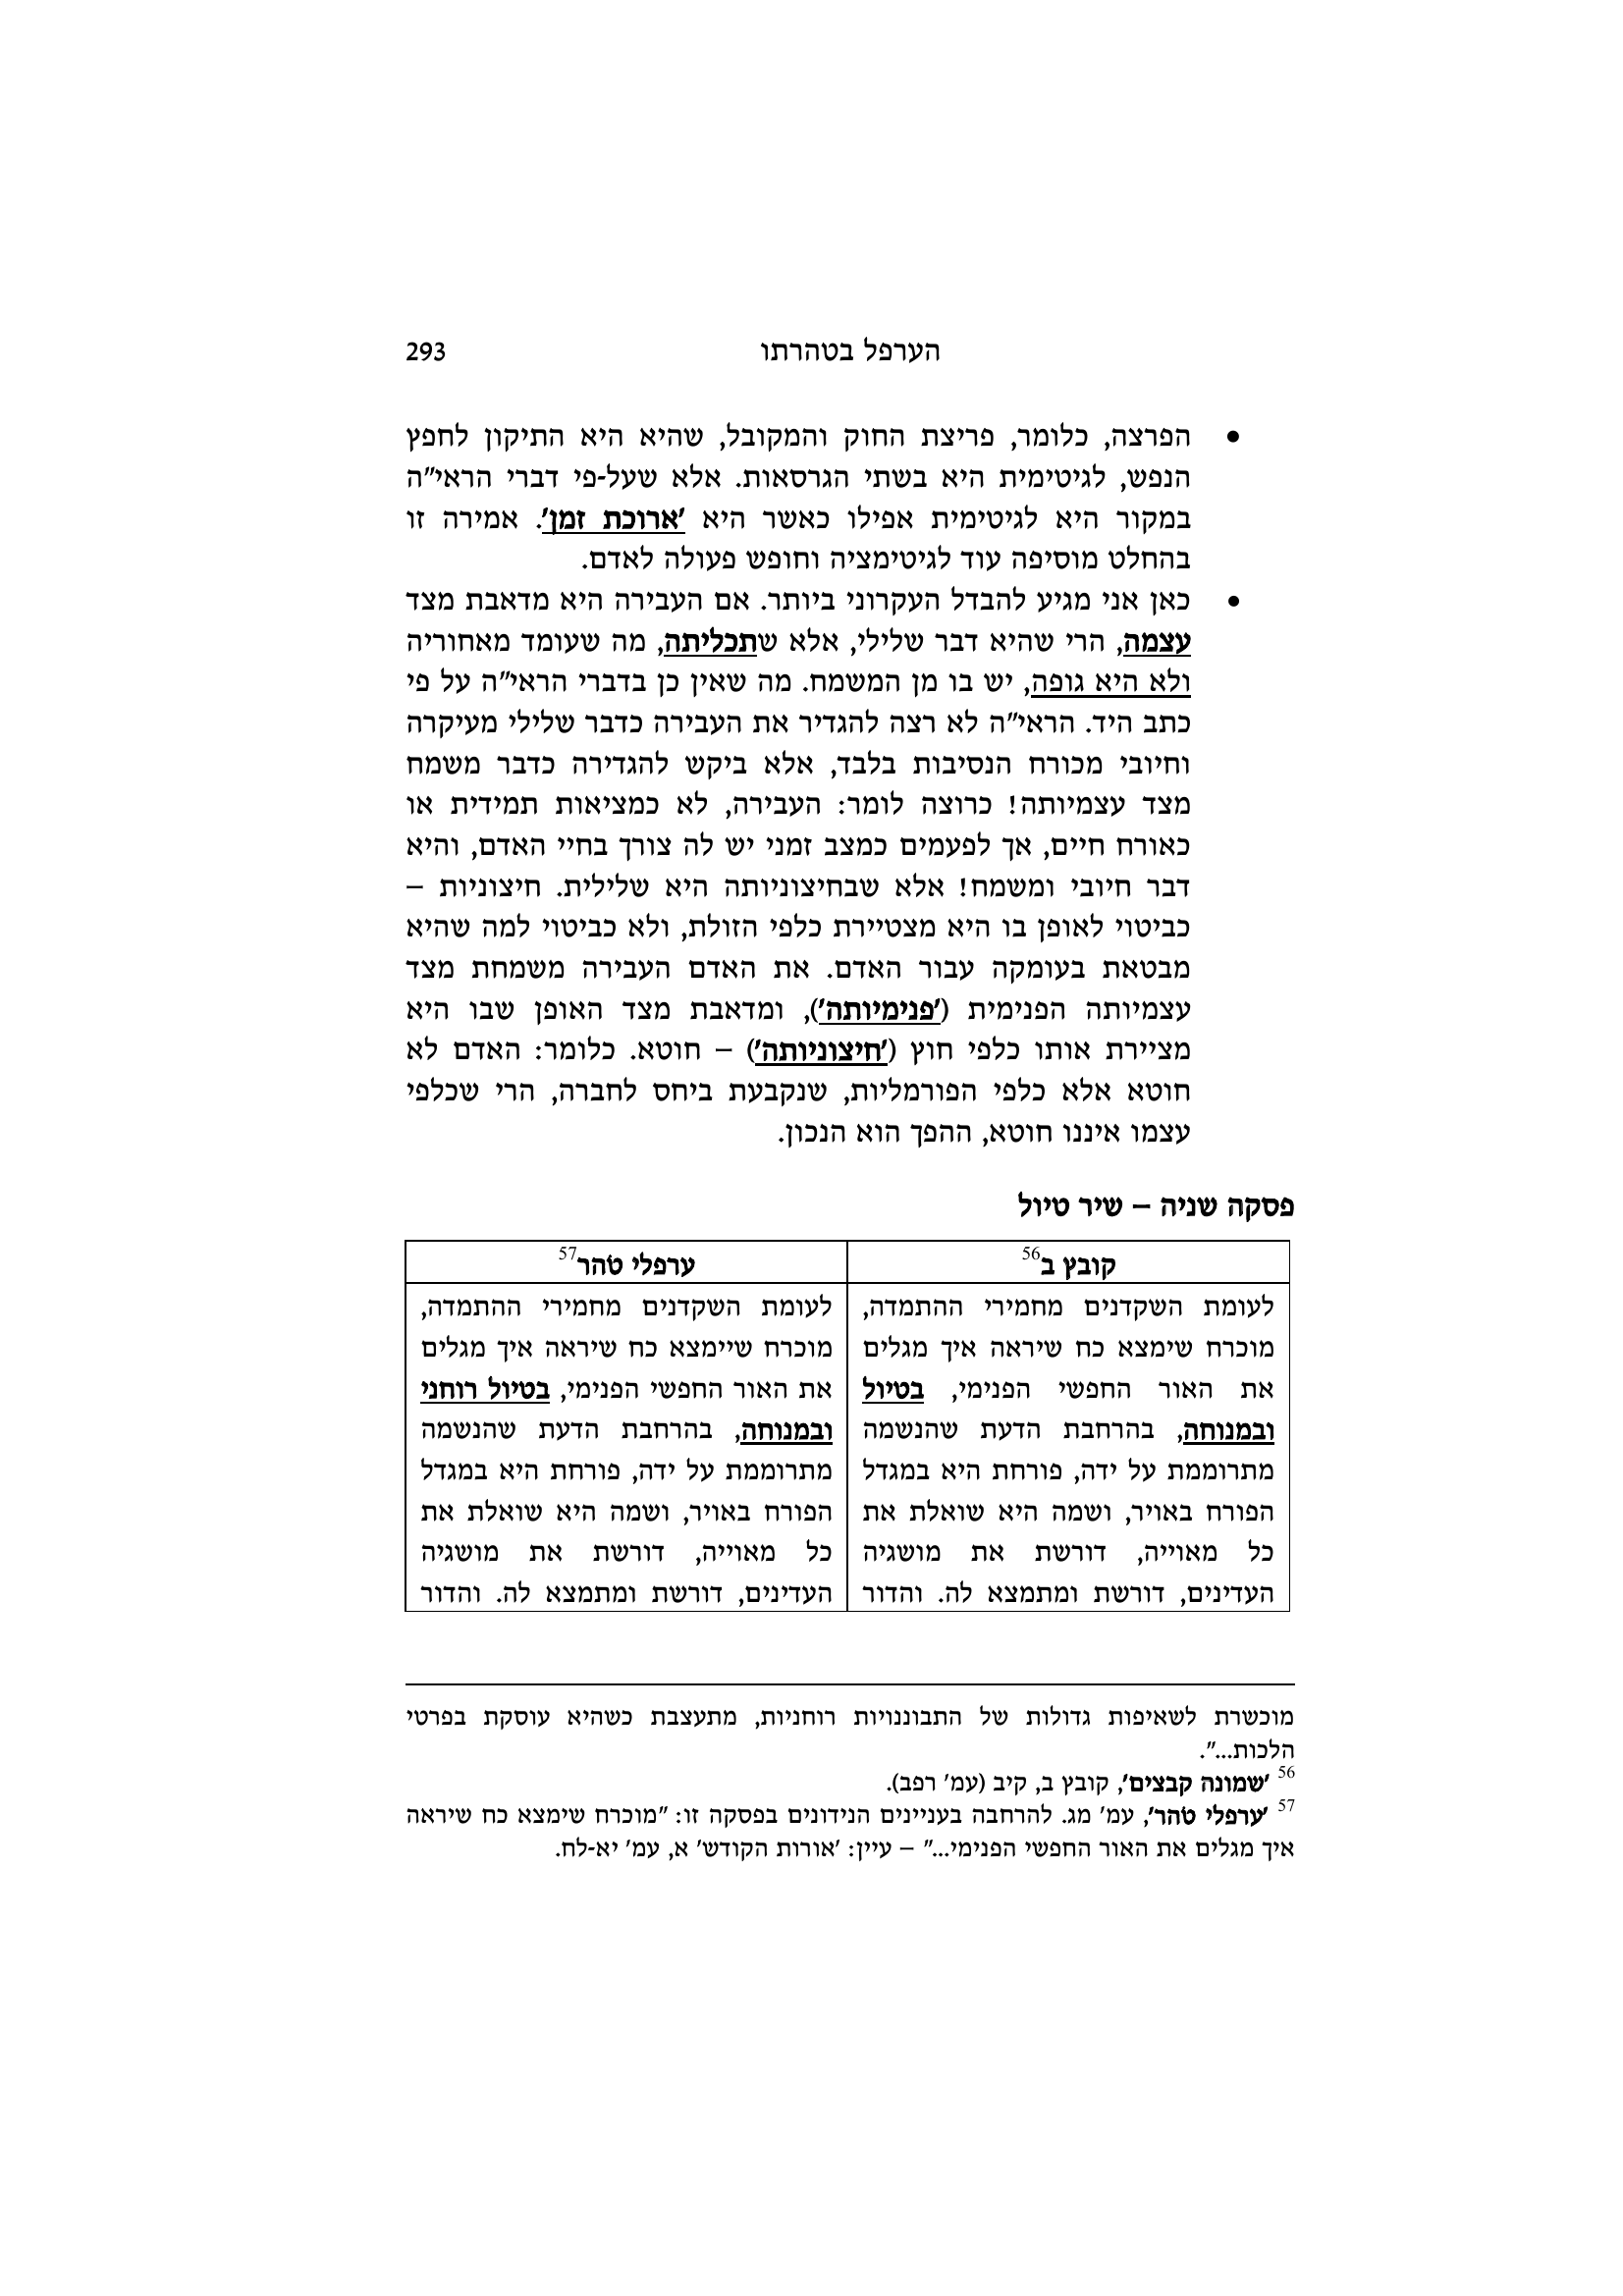 הערפל בטהרתו 293
• הפרצה, כלומר, פריצת החוק והמקובל, שהיא היא התיקון לחפץ
הנפש, לגיטימית היא בשתי הגרסאות. אלא שעל-פי דברי הראי"ה
במקור היא לגיטימית אפילו כאשר היא 'ארוכת זמן'. אמירה זו
בהחלט מוסיפה עוד לגיטימציה וחופש פעולה לאדם.
• כאן אני מגיע להבדל העקרוני ביותר. אם העבירה היא מדאבת מצד
עצמה, הרי שהיא דבר שלילי, אלא שתכליתה, מה שעומד מאחוריה
ולא היא גופה, יש בו מן המשמח. מה שאין כן בדברי הראי"ה על פי
כתב היד. הראי"ה לא רצה להגדיר את העבירה כדבר שלילי מעיקרה
וחיובי מכורח הנסיבות בלבד, אלא ביקש להגדירה כדבר משמח
מצד עצמיותה! כרוצה לומר: העבירה, לא כמציאות תמידית או
כאורח חיים, אך לפעמים כמצב זמני יש לה צורך בחיי האדם, והיא
דבר חיובי ומשמח! אלא שבחיצוניותה היא שלילית. חיצוניות –
כביטוי לאופן בו היא מצטיירת כלפי הזולת, ולא כביטוי למה שהיא
מבטאת בעומקה עבור האדם. את האדם העבירה משמחת מצד
עצמיותה הפנימית ('פנימיותה'), ומדאבת מצד האופן שבו היא
מציירת אותו כלפי חוץ ('חיצוניותה') – חוטא. כלומר: האדם לא
חוטא אלא כלפי הפורמליות, שנקבעת ביחס לחברה, הרי שכלפי
עצמו איננו חוטא, ההפך הוא הנכון.
פסקה שניה – שיר טיול
קובץ ב56
לעומת השקדנים מחמירי ההתמדה,
מוכרח שימצא כח שיראה איך מגלים
את האור החפשי הפנימי, בטיול
ובמנוחה, בהרחבת הדעת שהנשמה
מתרוממת על ידה, פורחת היא במגדל
הפורח באויר, ושמה היא שואלת את
כל מאוייה, דורשת את מושגיה
העדינים, דורשת ומתמצא לה. והדור
ערפלי טֹהר57
לעומת השקדנים מחמירי ההתמדה,
מוכרח שיימצא כח שיראה איך מגלים
את האור החפשי הפנימי, בטיול רוחני
ובמנוחה, בהרחבת הדעת שהנשמה
מתרוממת על ידה, פורחת היא במגדל
הפורח באויר, ושמה היא שואלת את
כל מאוייה, דורשת את מושגיה
העדינים, דורשת ומתמצא לה. והדור
מוכשרת לשאיפות גדולות של התבוננויות רוחניות, מתעצבת כשהיא עוסקת בפרטי
הלכות...".
56 'שמונה קבצים', קובץ ב, קיב (עמ' רפב).
57 'ערפלי טֹהר', עמ' מג. להרחבה בעניינים הנידונים בפסקה זו: "מוכרח שימצא כח שיראה
איך מגלים את האור החפשי הפנימי..." – עיין: 'אורות הקודש' א, עמ' יא-לח.